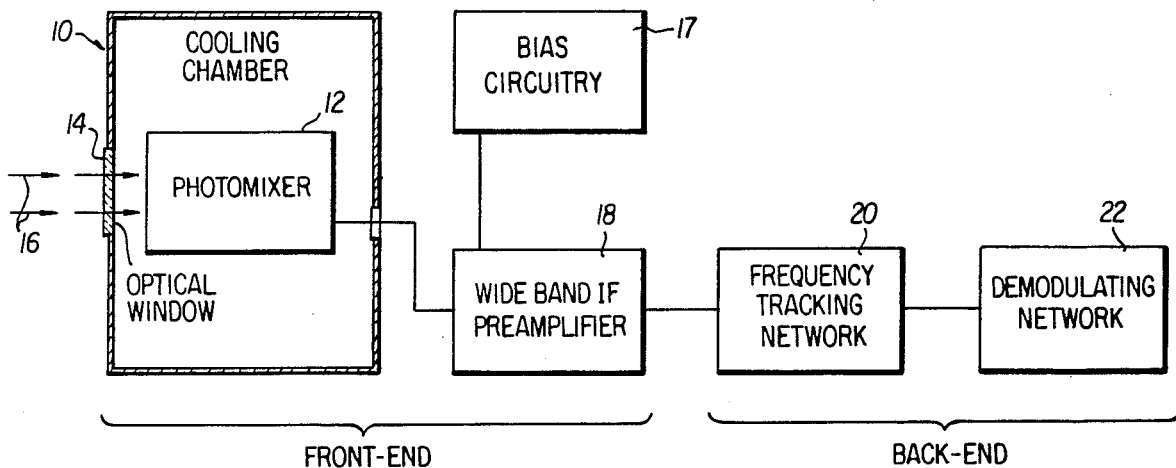 10
COOLING
CHAMBER
12
14
PHOTOMIXER
16
OPTICAL
WINDOW
BIAS
CIRCUITRY
17
18
WIDE BAND IF
PREAMPLIFIER
20
FREQUENCY
TRACKING
NETWORK
22
DEMODULATING
NETWORK
FRONT-END
BACK-END